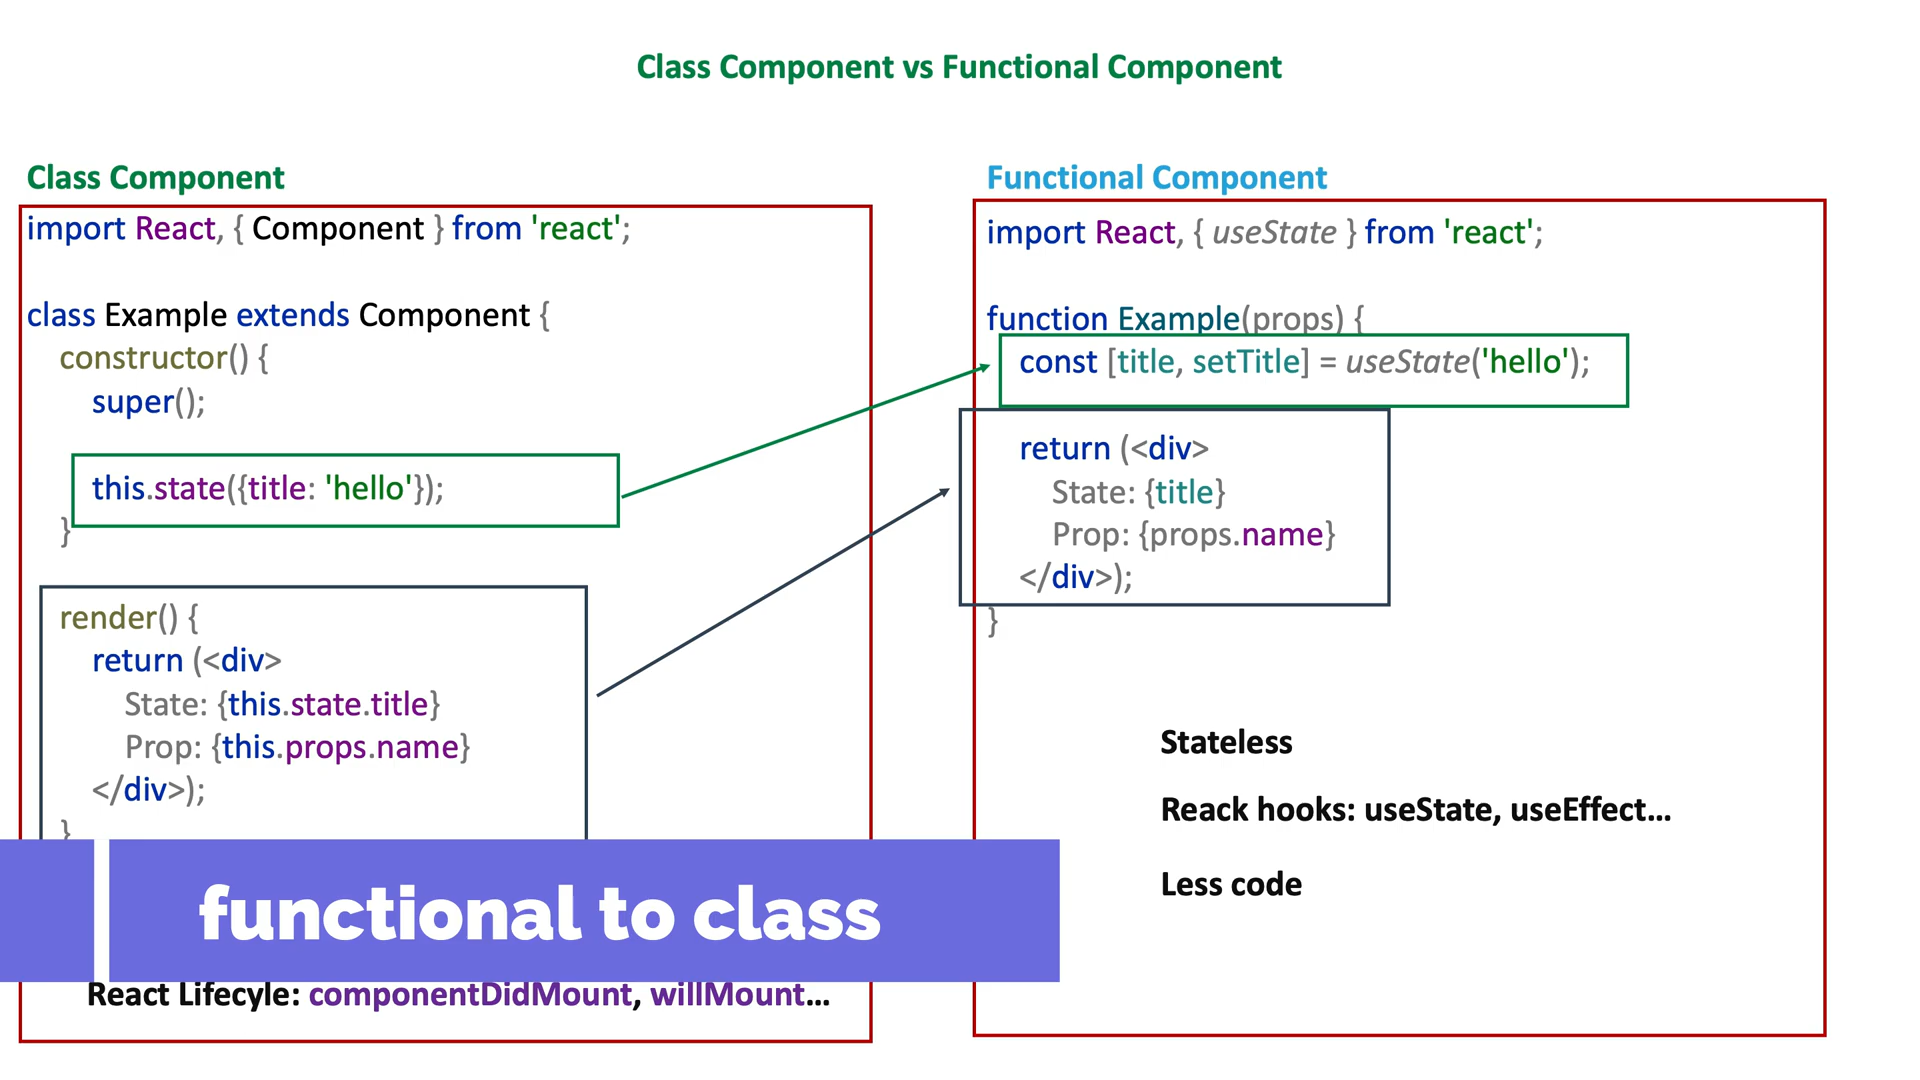 Class Component vs Functional Component
Class Component
import React, { Component } from 'react';
class Example extends Component {
constructor() {
super();
this.state({title: 'hello'});
}
render() {
return (<div>
State: {this.state.title}
Prop: {this.props.name}
</div>);
}
functional to class
React Lifecyle: componentDidMount, willMount...
Functional Component
import React, { useState } from 'react';
function Example(props) {
const [title, setTitle] = useState('hello');
return (<div>
State: {title}
Prop: {props.name}
</div>);
}
Stateless
Reack hooks: useState, useEffect...
Less code